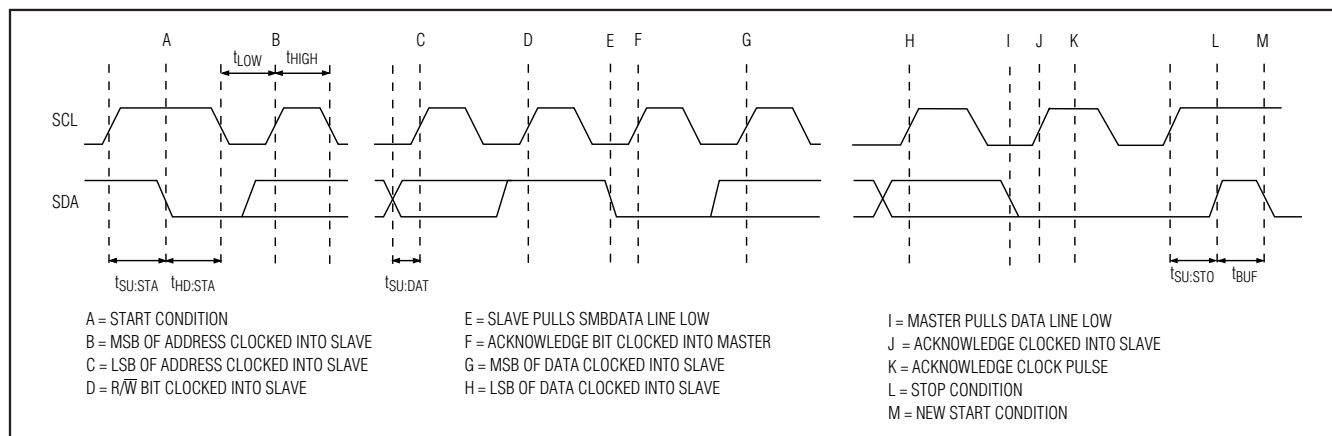 A B C D E F G H I J K L M
tLOW tHIGH
SCL
SDA
tSU:STA tHD:STA tSU:DAT tSU:STO tBUF
A = START CONDITION
B = MSB OF ADDRESS CLOCKED INTO SLAVE
C = LSB OF ADDRESS CLOCKED INTO SLAVE
D = R/W̅ BIT CLOCKED INTO SLAVE
E = SLAVE PULLS SMBDATA LINE LOW
F = ACKNOWLEDGE BIT CLOCKED INTO MASTER
G = MSB OF DATA CLOCKED INTO SLAVE
H = LSB OF DATA CLOCKED INTO SLAVE
I = MASTER PULLS DATA LINE LOW
J = ACKNOWLEDGE CLOCKED INTO SLAVE
K = ACKNOWLEDGE CLOCK PULSE
L = STOP CONDITION
M = NEW START CONDITION